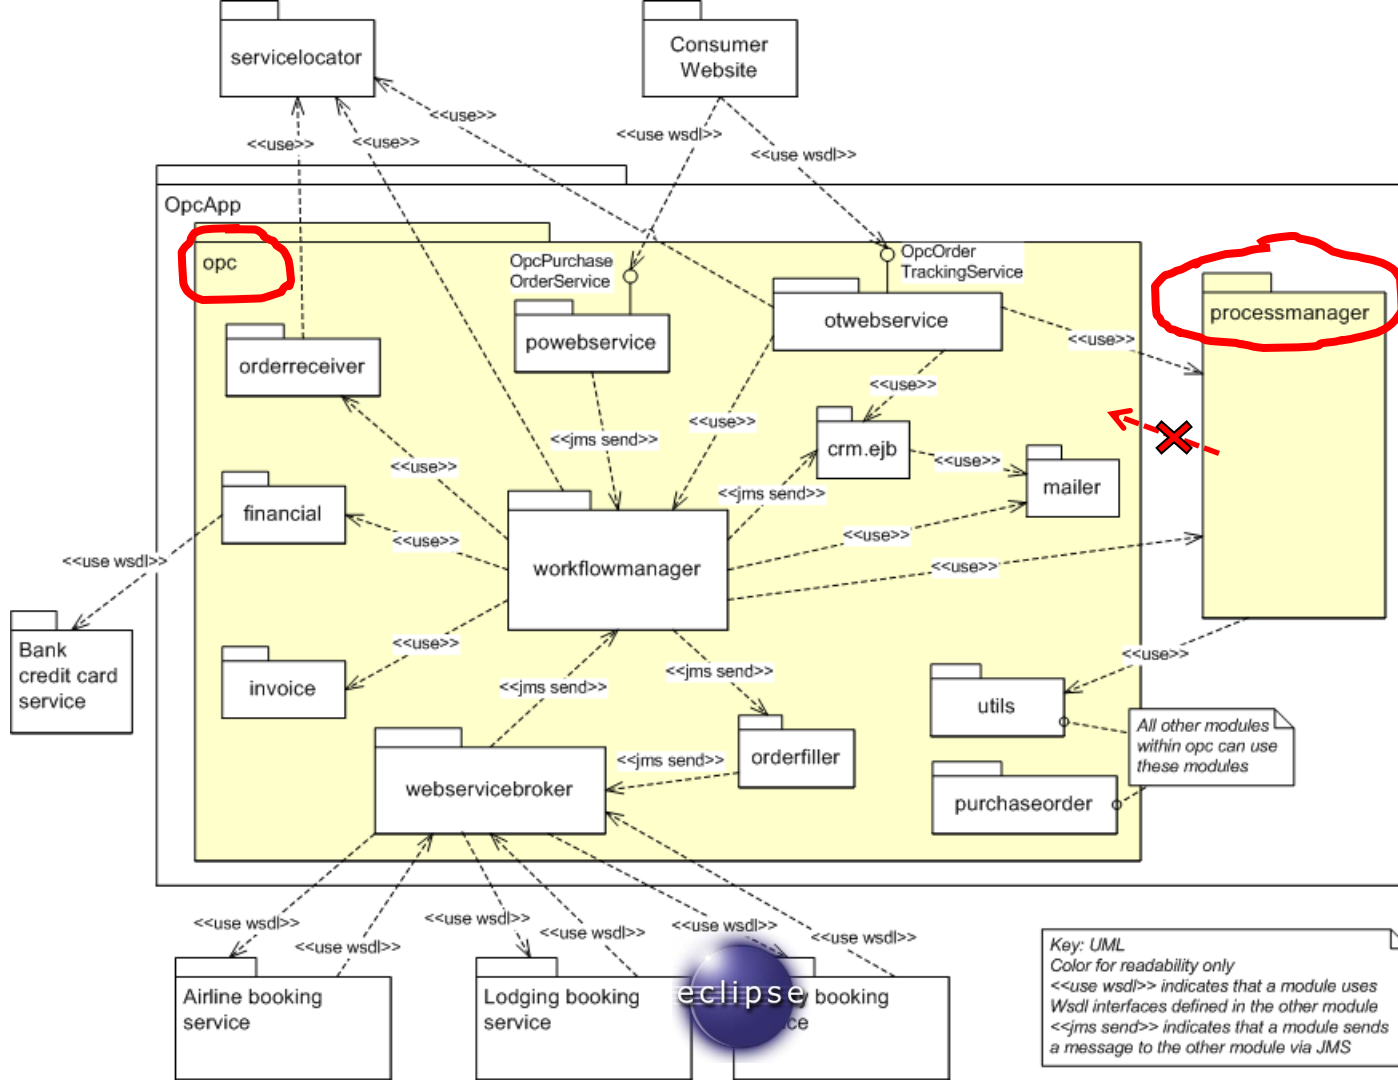 servicelocator
Consumer
Website
<<use>>
<<use>>
<<use>>
<<use wsdl>>
<<use wsdl>>
OpcApp
opc
OpcPurchase
OrderService
OpcOrder
TrackingService
processmanager
orderreceiver
powebservice
otwebservice
<<use>>
<<use>>
<<use>>
<<jms send>>
crm.ejb
<<use>>
<<use>>
<<jms send>>
mailer
financial
<<use>>
<<use>>
<<use wsdl>>
workflowmanager
<<use>>
Bank
credit card
service
<<use>>
<<use>>
invoice
<<jms send>>
<<jms send>>
utils
All other modules
within opc can use
these modules
webservicebroker
<<jms send>>
orderfiller
purchaseorder
<<use wsdl>>
<<use wsdl>>
<<use wsdl>>
<<use wsdl>>
<<use wsdl>>
<<use wsdl>>
Airline booking
service
Lodging booking
service
eclipse
booking
Key: UML
Color for readability only
<<use wsdl>> indicates that a module uses
Wsdl interfaces defined in the other module
<<jms send>> indicates that a module sends
a message to the other module via JMS